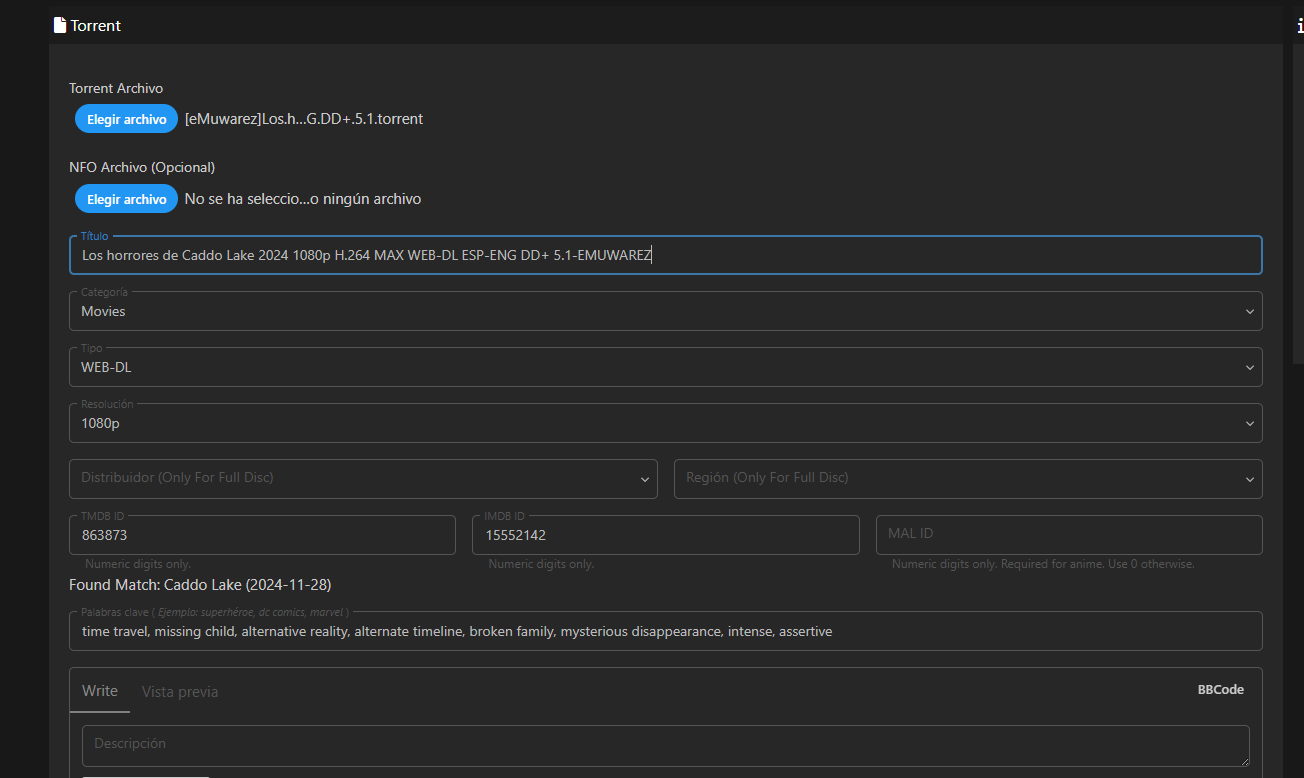 Torrent
Torrent Archivo
Elegir archivo [eMuwarez]Los.h...G.DD+.5.1.torrent
NFO Archivo (Opcional)
Elegir archivo No se ha seleccio...o ningún archivo
Título
Los horrores de Caddo Lake 2024 1080p H.264 MAX WEB-DL ESP-ENG DD+ 5.1-EMUWAREZ
Categoría
Movies
Tipo
WEB-DL
Resolución
1080p
Distribuidor (Only For Full Disc) Región (Only For Full Disc)
TMDB ID IMDB ID
863873 15552142 MAL ID
Numeric digits only. Numeric digits only. Numeric digits only. Required for anime. Use 0 otherwise.
Found Match: Caddo Lake (2024-11-28)
Palabras clave ( Ejemplo: superhéroe, dc comics, marvel )
time travel, missing child, alternative reality, alternate timeline, broken family, mysterious disappearance, intense, assertive
Write Vista previa BBCode
Descripción